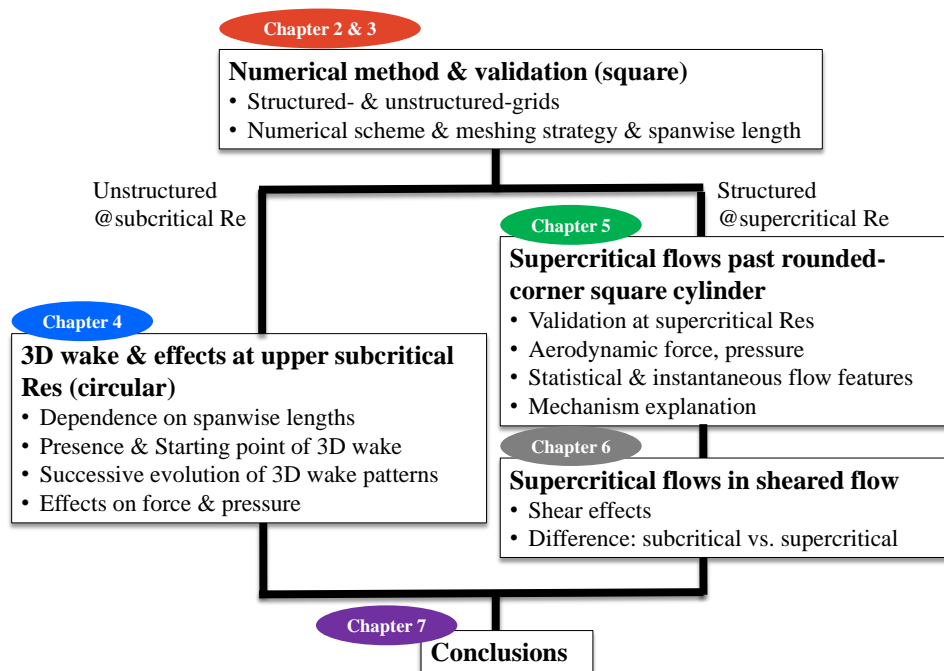 Chapter 2 & 3
Numerical method & validation (square)
• Structured- & unstructured-grids
• Numerical scheme & meshing strategy & spanwise length
Unstructured
@subcritical Re
Structured
@supercritical Re
Chapter 5
Supercritical flows past rounded-
corner square cylinder
• Validation at supercritical Res
• Aerodynamic force, pressure
• Statistical & instantaneous flow features
• Mechanism explanation
Chapter 4
3D wake & effects at upper subcritical
Res (circular)
• Dependence on spanwise lengths
• Presence & Starting point of 3D wake
• Successive evolution of 3D wake patterns
• Effects on force & pressure
Chapter 6
Supercritical flows in sheared flow
• Shear effects
• Difference: subcritical vs. supercritical
Chapter 7
Conclusions